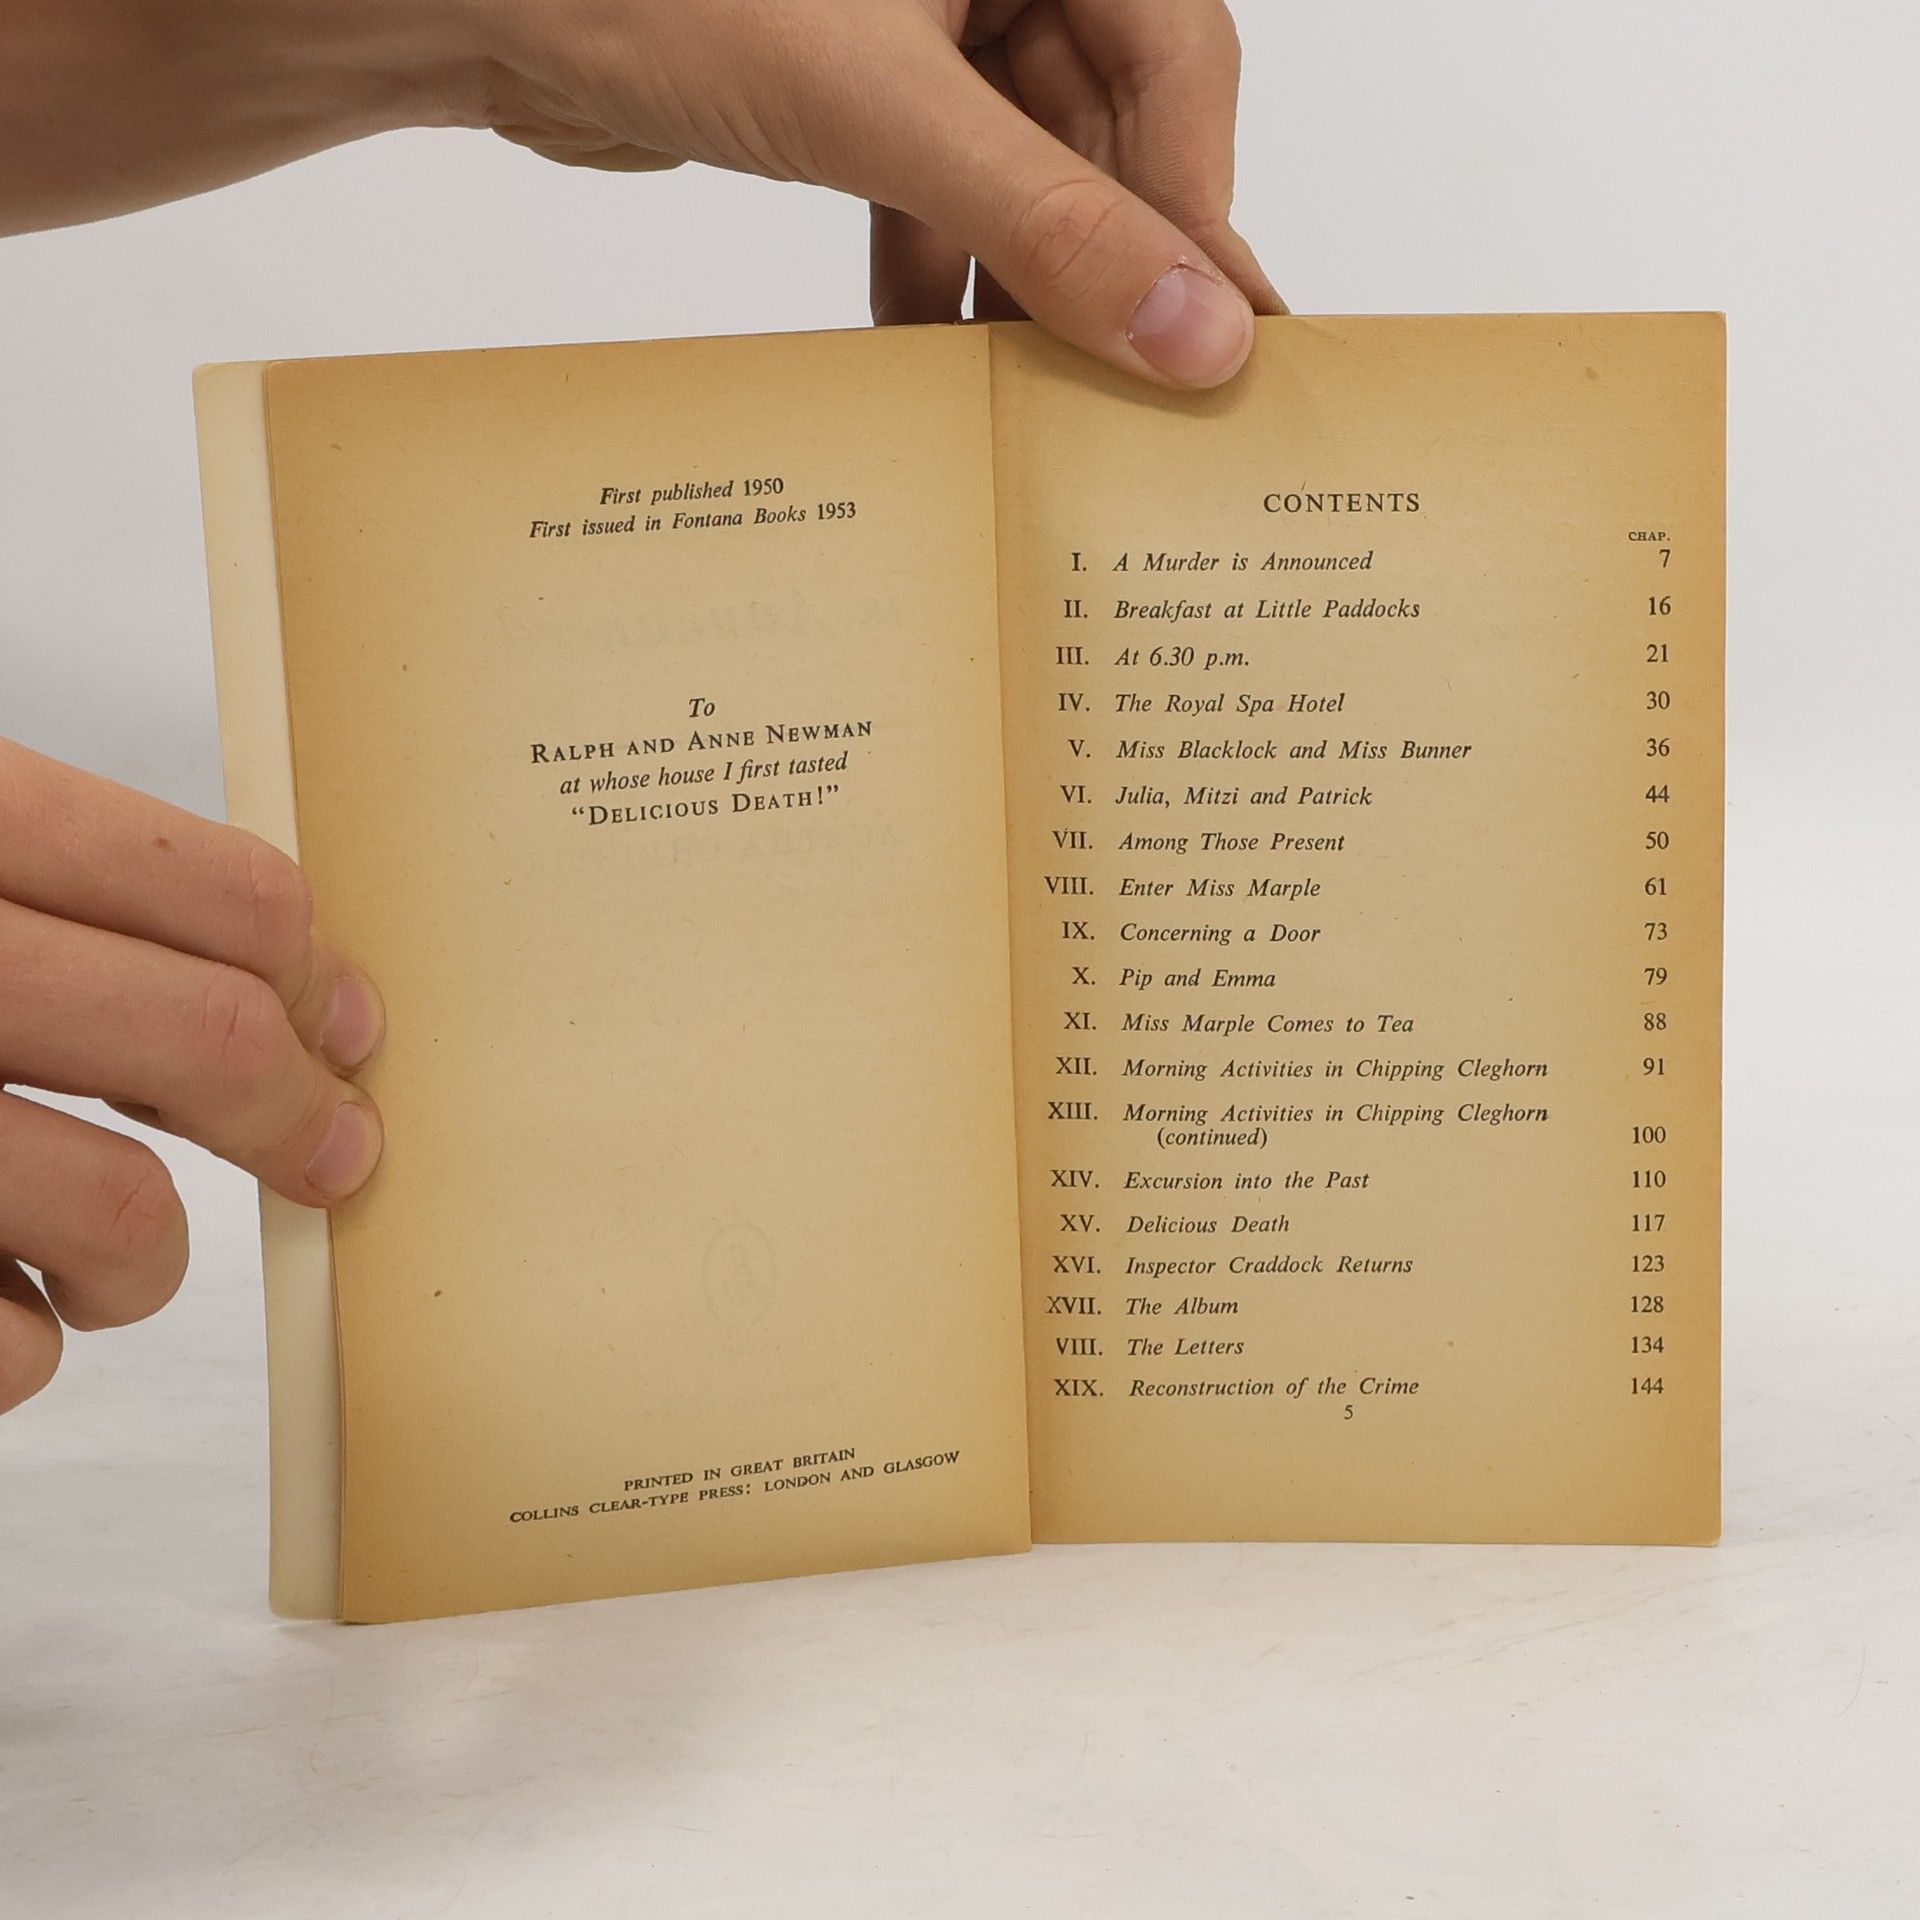 First published 1950
First issued in Fontana Books 1953
To
RALPH AND ANNE NEWMAN
at whose house I first tasted
“DELICIOUS DEATH!”
PRINTED IN GREAT BRITAIN
COLLINS CLEAR-TYPE PRESS: LONDON AND GLASGOW
CONTENTS
CHAP.
I. A Murder is Announced 7
II. Breakfast at Little Paddocks 16
III. At 6.30 p.m. 21
IV. The Royal Spa Hotel 30
V. Miss Blacklock and Miss Bunner 36
VI. Julia, Mitzi and Patrick 44
VII. Among Those Present 50
VIII. Enter Miss Marple 61
IX. Concerning a Door 73
X. Pip and Emma 79
XI. Miss Marple Comes to Tea 88
XII. Morning Activities in Chipping Cleghorn 91
XIII. Morning Activities in Chipping Cleghorn
(continued) 100
XIV. Excursion into the Past 110
XV. Delicious Death 117
XVI. Inspector Craddock Returns 123
XVII. The Album 128
VIII. The Letters 134
XIX. Reconstruction of the Crime 144
5